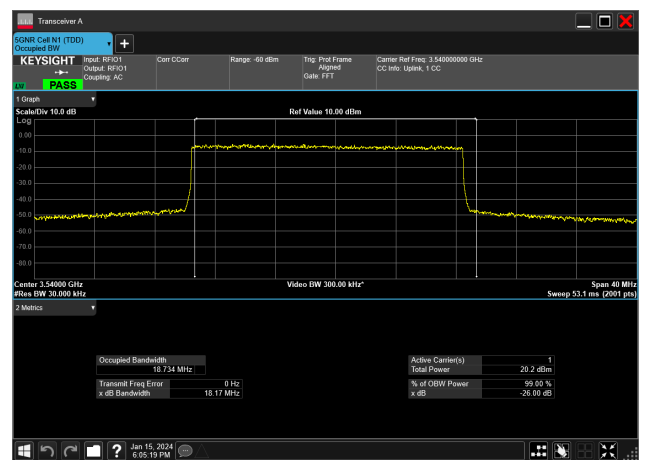 Transceiver A
5GNR Cell N1 (TDD)
Occupied BW
KEYSIGHT
Input: RFIO1
Output: RFIO1
Coupling: AC
Corr CCorr
Range: -60 dBm
Trig: Prot Frame
Aligned
Gate: FFT
Carrier Ref Freq: 3.540000000 GHz
CC Info: Uplink, 1 CC
PASS
1 Graph
Scale/Div 10.0 dB
Ref Value 10.00 dBm
Log
0.00
-10.0
-20.0
-30.0
-40.0
-50.0
-60.0
-70.0
-80.0
Center 3.54000 GHz
Video BW 300.00 kHz*
Span 40 MHz
#Res BW 30.000 kHz
Sweep 53.1 ms (2001 pts)
2 Metrics
Occupied Bandwidth
18.734 MHz
Transmit Freq Error 0 Hz
x dB Bandwidth 18.17 MHz
Active Carrier(s) 1
Total Power 20.2 dBm
% of OBW Power 99.00 %
x dB -26.00 dB
Jan 15, 2024
6:05:19 PM